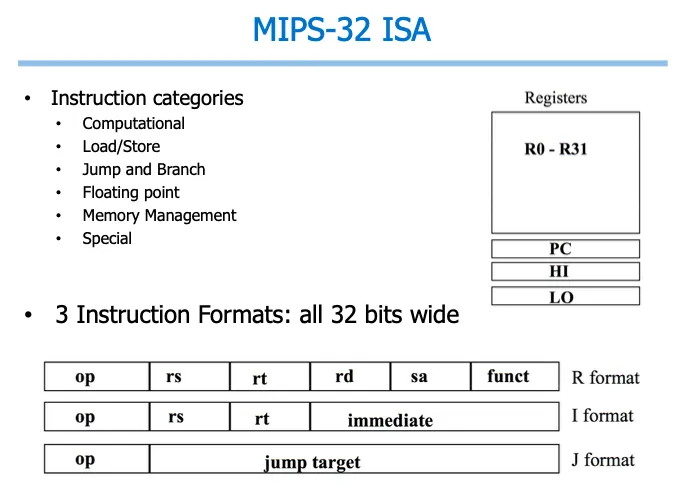 MIPS-32 ISA
• Instruction categories
• Computational
• Load/Store
• Jump and Branch
• Floating point
• Memory Management
• Special
Registers
R0 - R31
PC
HI
LO
• 3 Instruction Formats: all 32 bits wide
op rs rt rd sa funct R format
op rs rt immediate I format
op jump target J format